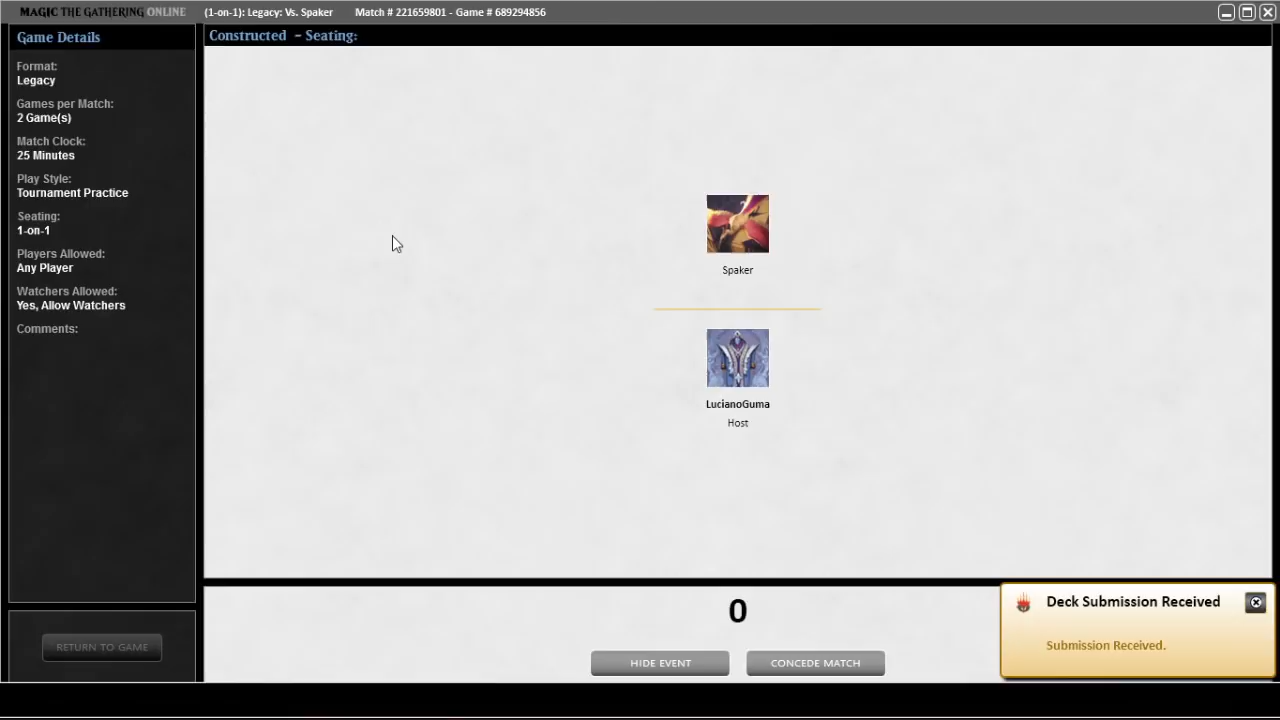 MAGIC THE GATHERING ONLINE (1-on-1): Legacy: Vs. Spaker Match # 221659801 - Game # 689294856
Game Details
Format:
Legacy
Games per Match:
2 Game(s)
Match Clock:
25 Minutes
Play Style:
Tournament Practice
Seating:
1-on-1
Players Allowed:
Any Player
Watchers Allowed:
Yes, Allow Watchers
Comments:
RETURN TO GAME
Constructed - Seating:
Spaker
LucianoGuma
Host
0
HIDE EVENT CONCEDE MATCH
Deck Submission Received
Submission Received.